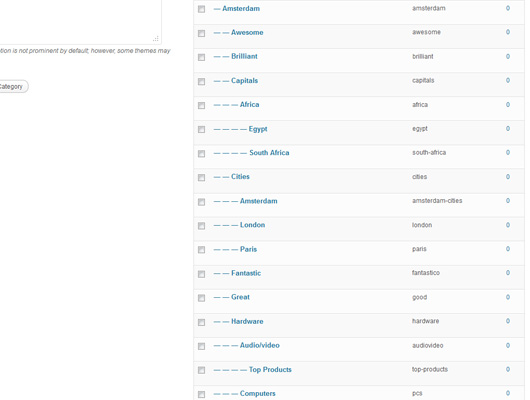 — Amsterdam amsterdam 0
— — Awesome awesome 0
tion is not prominent by default; however, some themes may
— — Brilliant brilliant 0
— — Capitals capitals 0
Category
— — — Africa africa 0
— — — — Egypt egypt 0
— — — — South Africa south-africa 0
— — Cities cities 0
— — — Amsterdam amsterdam-cities 0
— — — London london 0
— — — Paris paris 0
— — Fantastic fantastico 0
— — Great good 0
— — Hardware hardware 0
— — — Audio/video audiovideo 0
— — — — Top Products top-products 0
— — — Computers pcs 0